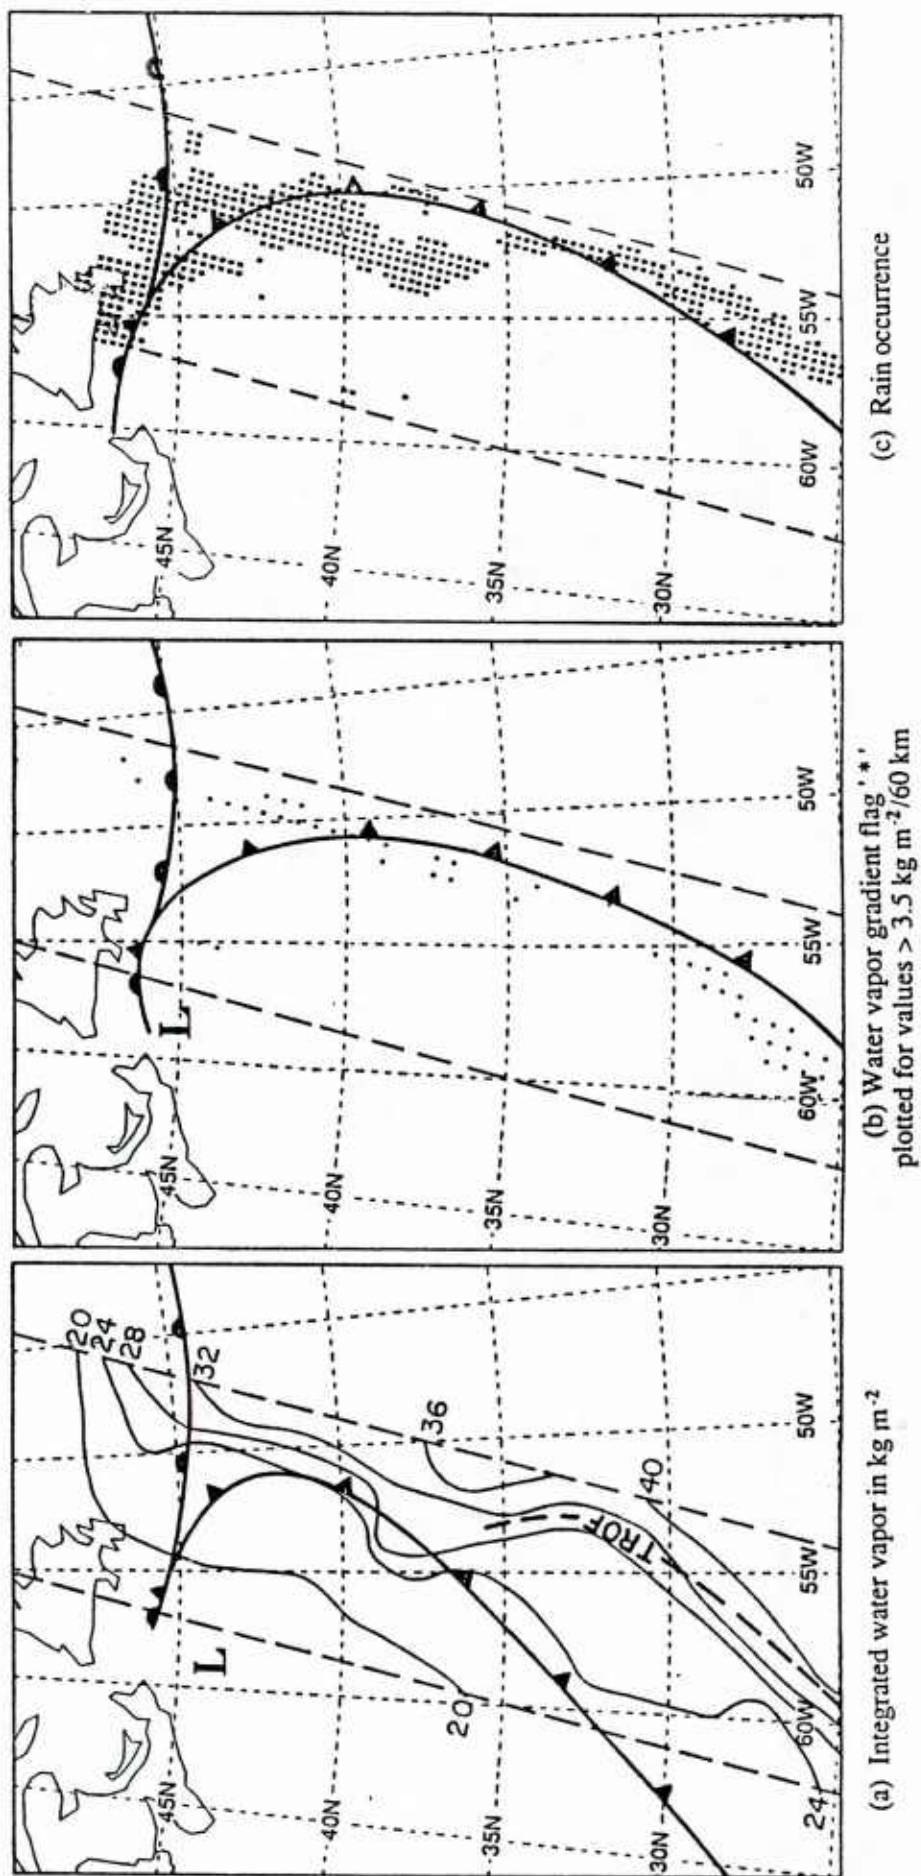 20
24
28
32
36
40
TROF
L
20
24
45N
40N
35N
30N
50W
55W
60W
(a) Integrated water vapor in kg m⁻²
L
45N
40N
35N
30N
50W
55W
60W
(b) Water vapor gradient flag '*'
plotted for values > 3.5 kg m⁻²/60 km
45N
40N
35N
30N
50W
55W
60W
(c) Rain occurrence